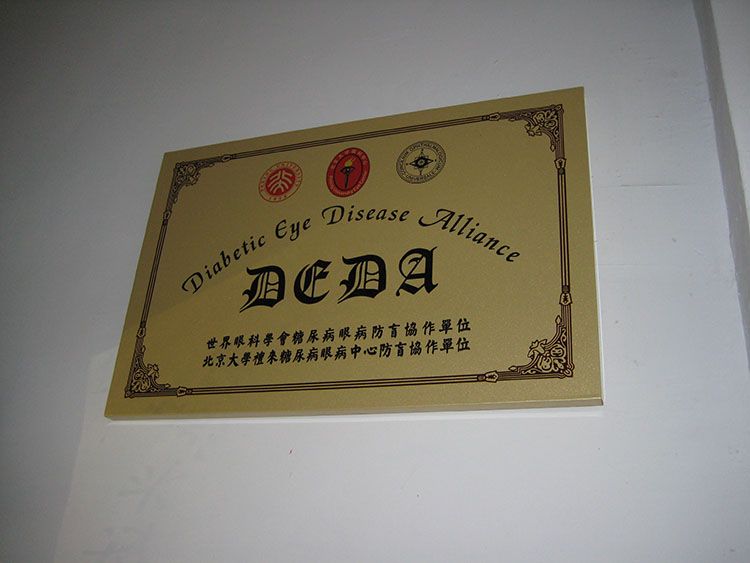 Diabetic Eye Disease Alliance
DEDA
世界眼科學會糖尿病眼病防盲協作單位
北京大學禮来糖尿病眼病中心防盲協作單位